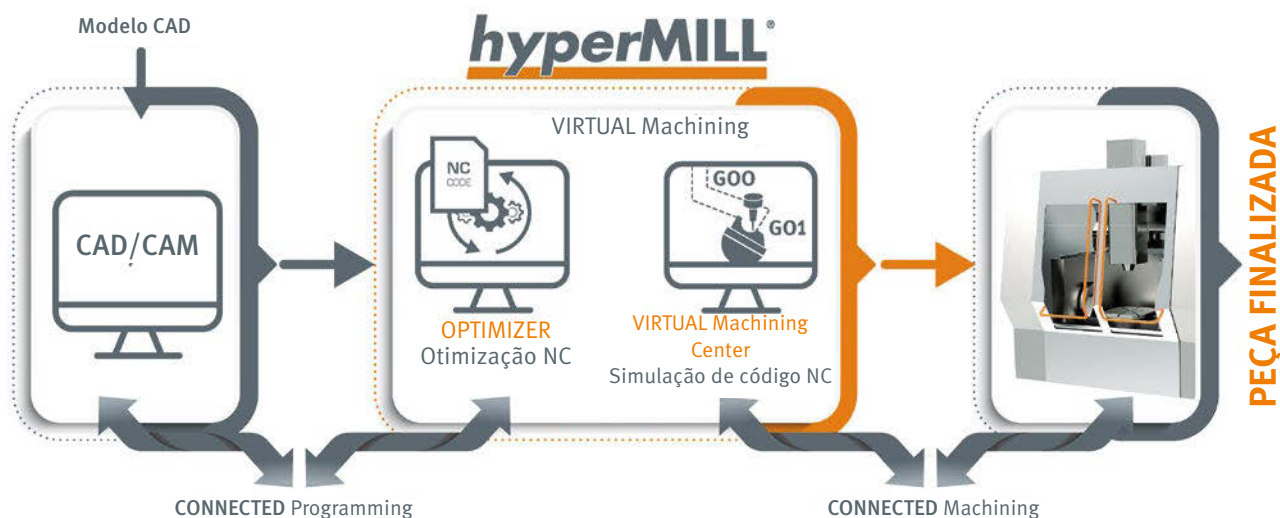 Modelo CAD
hyperMILL®
VIRTUAL Machining
NC
CODE
G00
G01
CAD/CAM
OPTIMIZER
Otimização NC
VIRTUAL Machining
Center
Simulação de código NC
PEÇA FINALIZADA
CONNECTED Programming
CONNECTED Machining